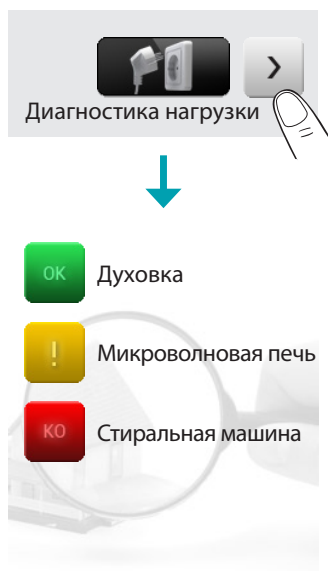 Диагностика нагрузки
OK Духовка
! Микроволновая печь
KO Стиральная машина